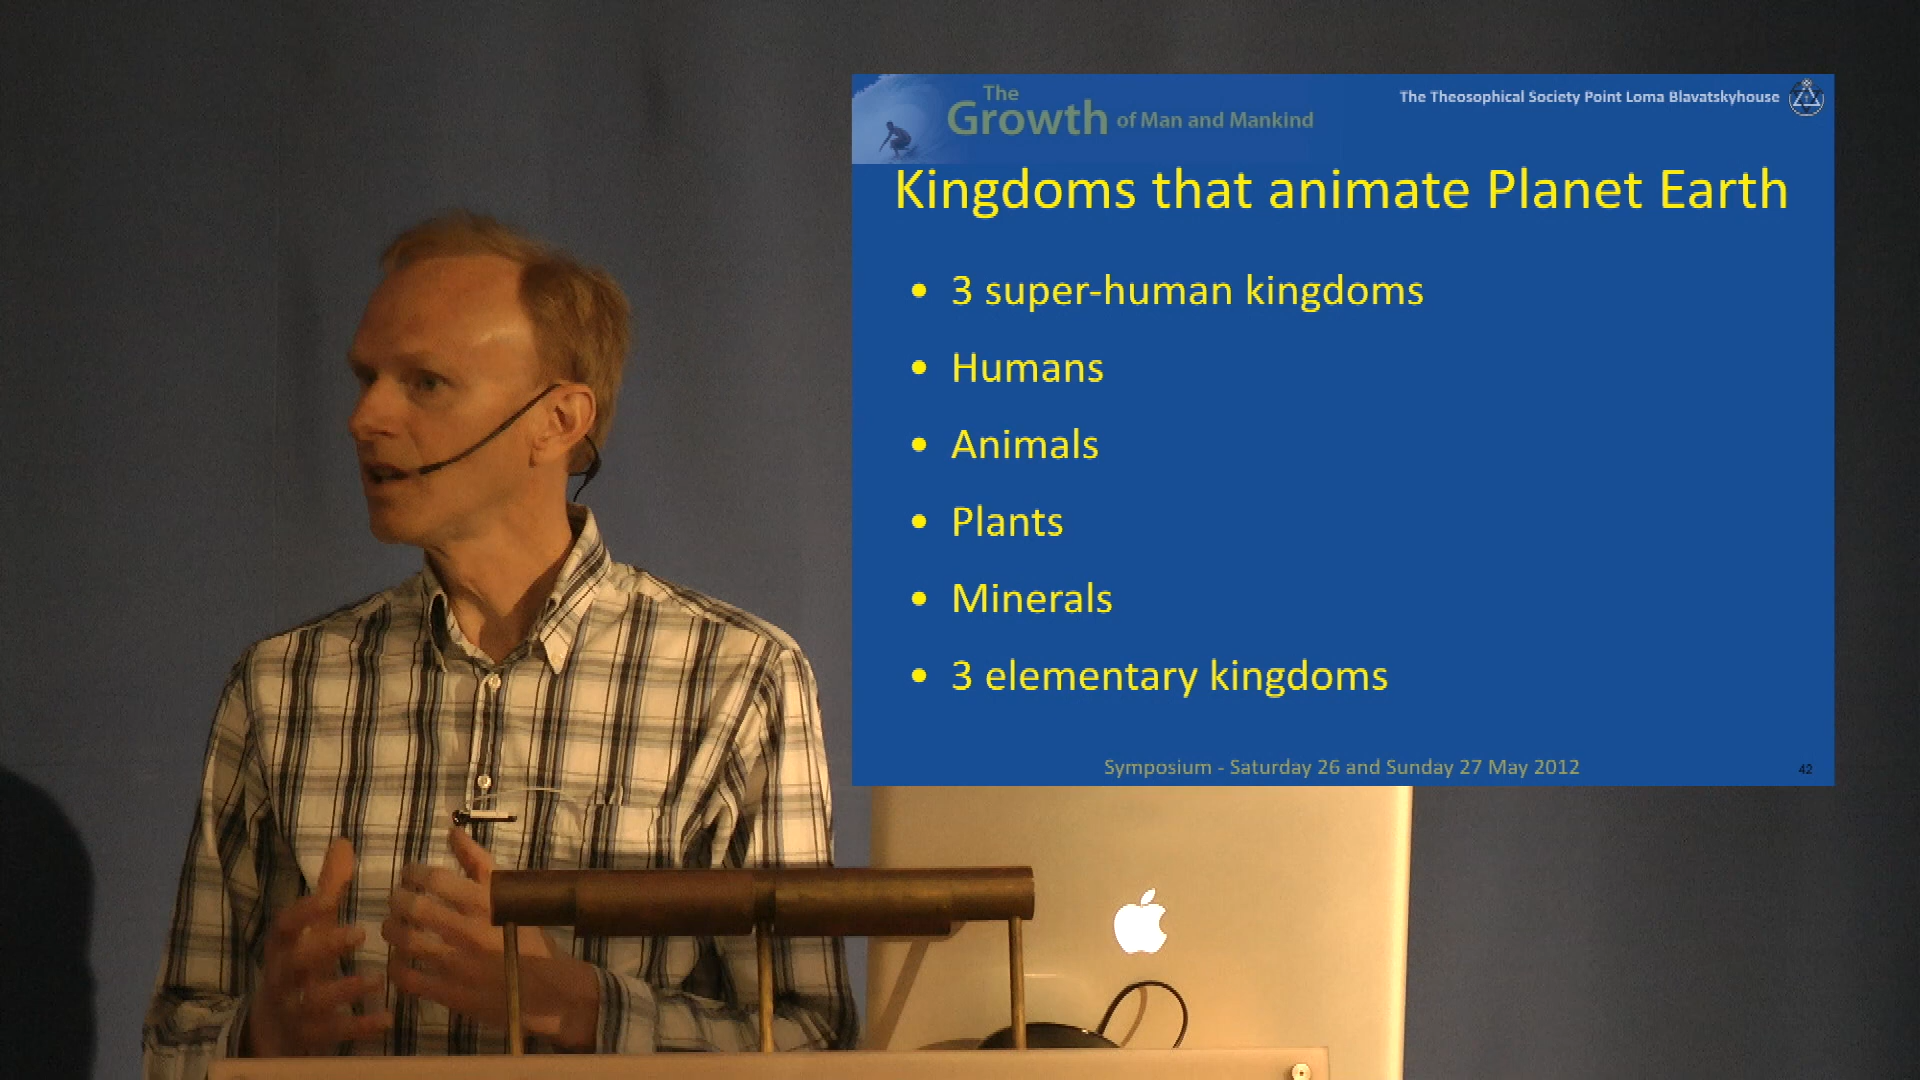 The
Growth of Man and Mankind
The Theosophical Society Point Loma Blavatskyhouse
Kingdoms that animate Planet Earth
• 3 super-human kingdoms
• Humans
• Animals
• Plants
• Minerals
• 3 elementary kingdoms
Symposium - Saturday 26 and Sunday 27 May 2012
42